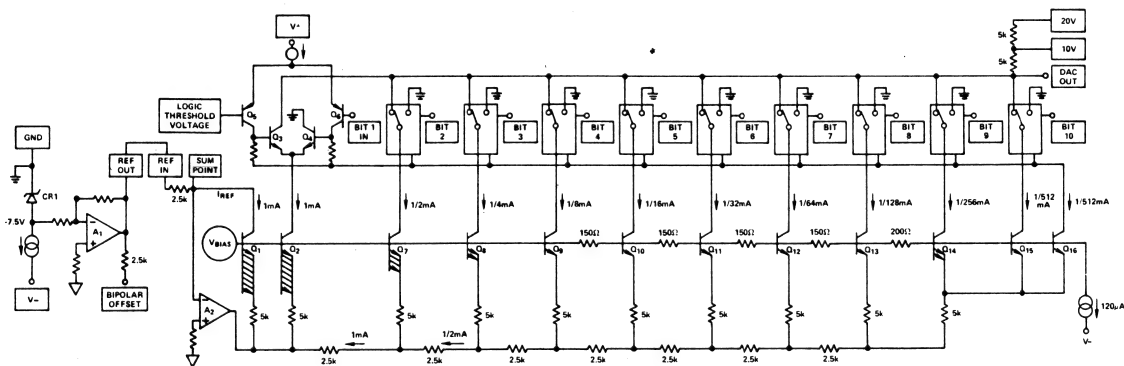 V+
20V
5k
10V
5k
DAC OUT
LOGIC THRESHOLD VOLTAGE
Q5
Q3
Q4
Q6
BIT 1 IN
BIT 2
BIT 3
BIT 4
BIT 5
BIT 6
BIT 7
BIT 8
BIT 9
BIT 10
GND
REF OUT
REF IN
SUM POINT
CR1
2.5k
IREF
1mA
1mA
1/2mA
1/4mA
1/8mA
1/16mA
1/32mA
1/64mA
1/128mA
1/256mA
1/512 mA
1/512mA
-7.5V
A1
VBIAS
150Ω
150Ω
150Ω
150Ω
200Ω
Q1
Q2
Q7
Q8
Q9
Q10
Q11
Q12
Q13
Q14
Q15
Q16
2.5k
V-
BIPOLAR OFFSET
A2
5k
5k
5k
5k
5k
5k
5k
5k
5k
5k
120μA
V-
1mA
1/2mA
2.5k
2.5k
2.5k
2.5k
2.5k
2.5k
2.5k